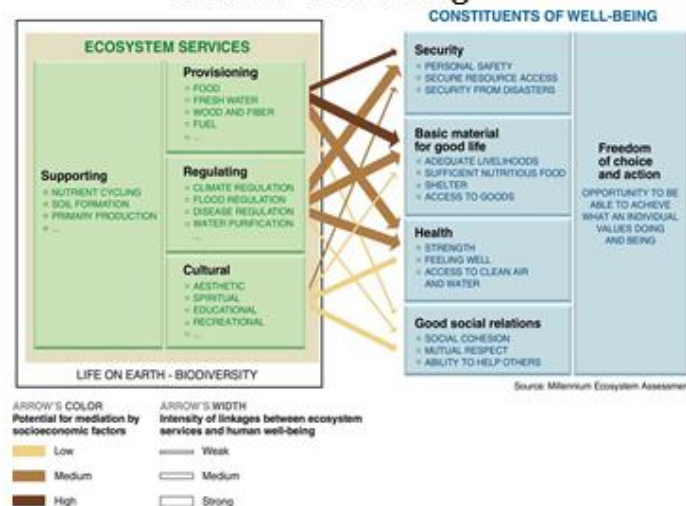 CONSTITUENTS OF WELL-BEING
ECOSYSTEM SERVICES
Supporting
NUTRIENT CYCLING
SOIL FORMATION
PRIMARY PRODUCTION
...
Provisioning
FOOD
FRESH WATER
WOOD AND FIBER
FUEL
...
Regulating
CLIMATE REGULATION
FLOOD REGULATION
DISEASE REGULATION
WATER PURIFICATION
...
Cultural
AESTHETIC
SPIRITUAL
EDUCATIONAL
RECREATIONAL
...
LIFE ON EARTH - BIODIVERSITY
Security
PERSONAL SAFETY
SECURE RESOURCE ACCESS
SECURITY FROM DISASTERS
Basic material
for good life
ADEQUATE LIVELIHOODS
SUFFICIENT NUTRITIOUS FOOD
SHELTER
ACCESS TO GOODS
Health
STRENGTH
FEELING WELL
ACCESS TO CLEAN AIR
AND WATER
Good social relations
SOCIAL COHESION
MUTUAL RESPECT
ABILITY TO HELP OTHERS
Freedom
of choice
and action
OPPORTUNITY TO BE
ABLE TO ACHIEVE
WHAT AN INDIVIDUAL
VALUES DOING
AND BEING
Source: Millennium Ecosystem Assessmen
ARROW'S COLOR
Potential for mediation by
socioeconomic factors
Low
Medium
High
ARROW'S WIDTH
Intensity of linkages between ecosystem
services and human well-being
Weak
Medium
Strong